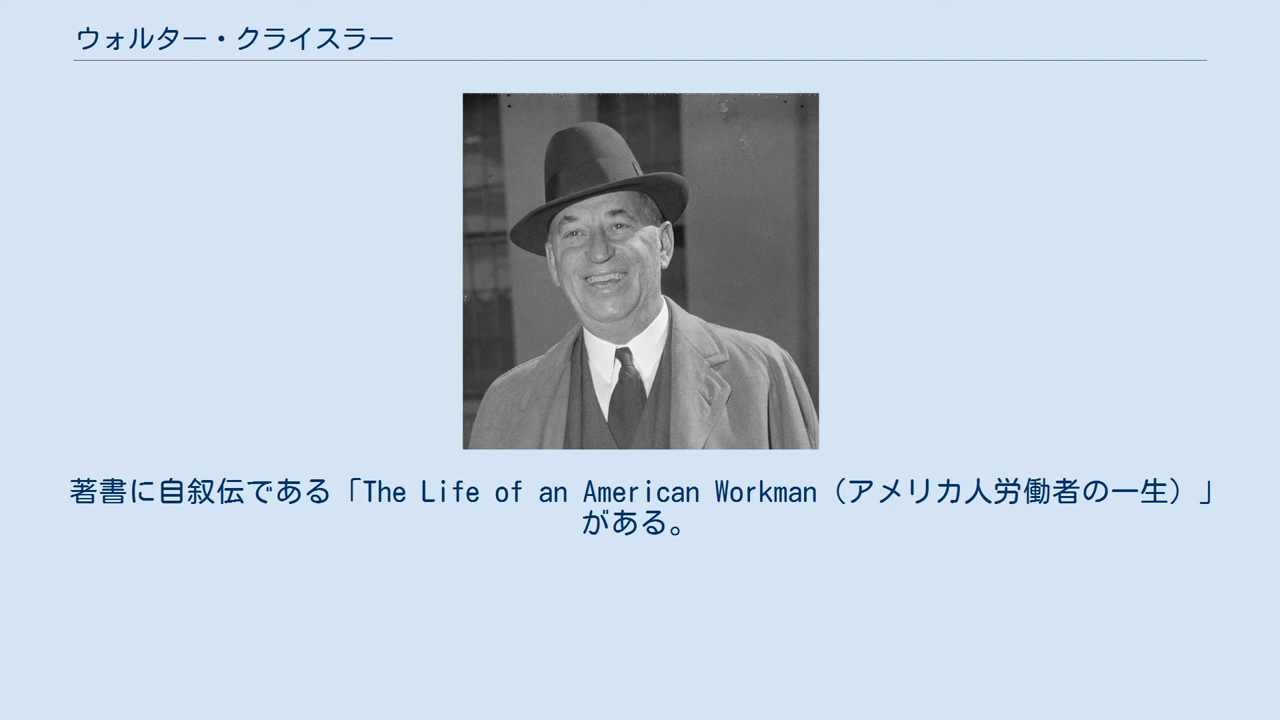 ウォルター・クライスラー
著書に自叙伝である「The Life of an American Workman（アメリカ人労働者の一生）」
がある。